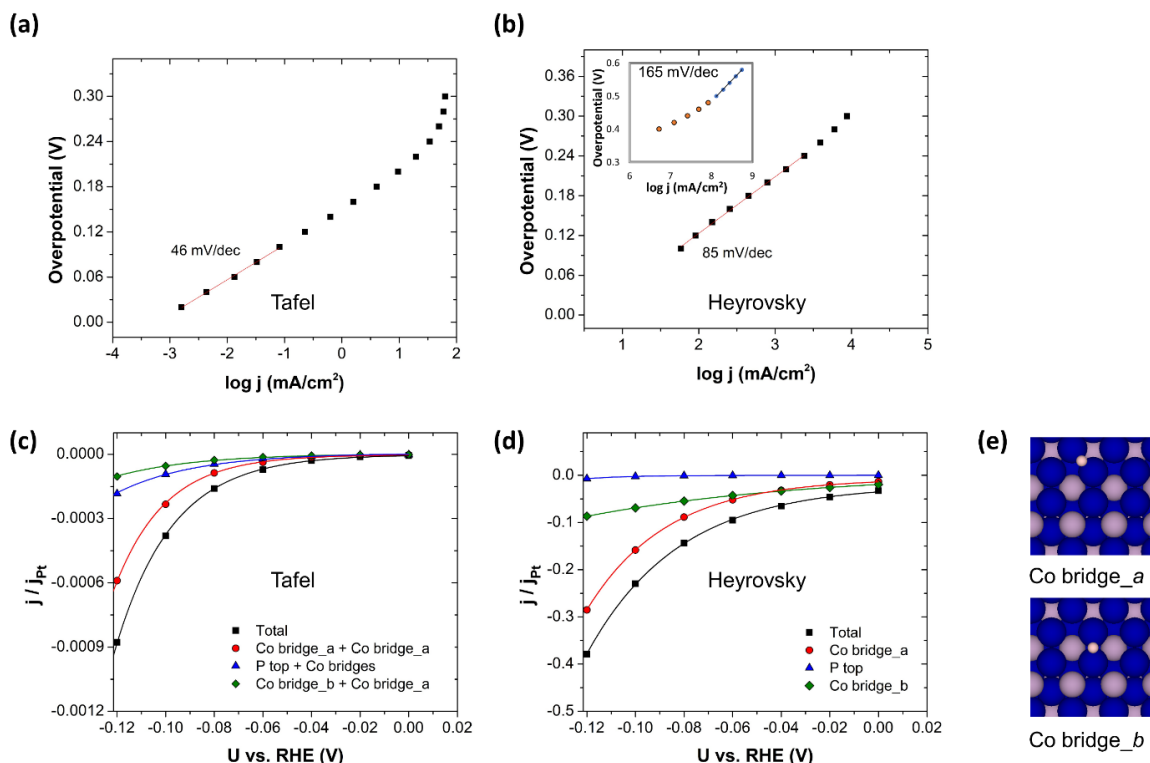 (a)
Overpotential (V)
0.30
0.24
0.18
0.12
0.06
0.00
46 mV/dec
Tafel
-4 -3 -2 -1 0 1 2
log j (mA/cm²)
(b)
Overpotential (V)
0.30
0.24
0.18
0.12
0.06
0.00
165 mV/dec
Overpotential (V)
0.6
0.5
0.4
0.3
6 7 8 9
log j (mA/cm²)
85 mV/dec
Heyrovsky
1 2 3 4 5
log j (mA/cm²)
(c)
j / jPt
0.0000
-0.0003
-0.0006
-0.0009
-0.0012
Tafel
Total
Co bridge_a + Co bridge_a
P top + Co bridges
Co bridge_b + Co bridge_a
-0.12 -0.10 -0.08 -0.06 -0.04 -0.02 0.00 0.02
U vs. RHE (V)
(d)
j / jPt
0.0
-0.1
-0.2
-0.3
-0.4
-0.5
Heyrovsky
Total
Co bridge_a
P top
Co bridge_b
-0.12 -0.10 -0.08 -0.06 -0.04 -0.02 0.00 0.02
U vs. RHE (V)
(e)
Co bridge_a
Co bridge_b